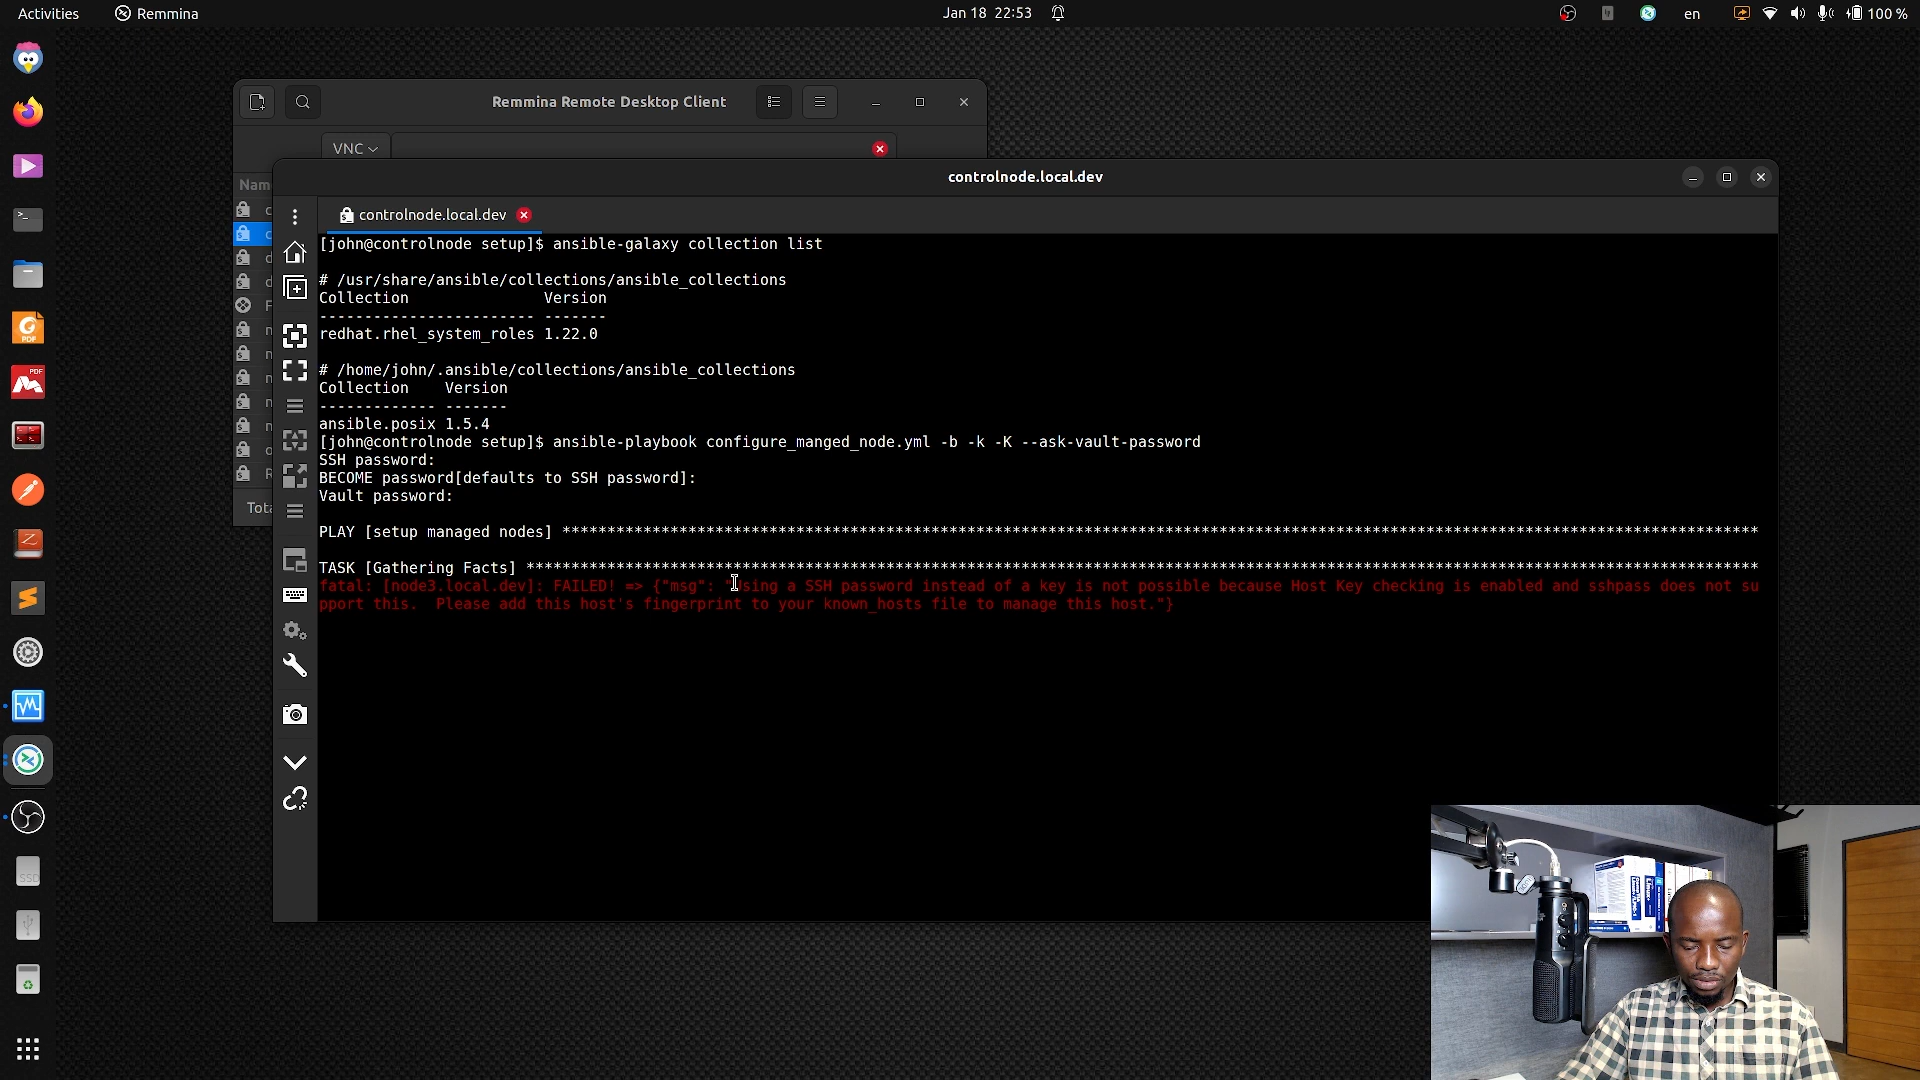 Activities
Remmina
Jan 18 22:53
en
100 %
Remmina Remote Desktop Client
VNC
controlnode.local.dev
controlnode.local.dev
[john@controlnode setup]$ ansible-galaxy collection list
# /usr/share/ansible/collections/ansible_collections
Collection Version
------------------------ -------
redhat.rhel_system_roles 1.22.0
# /home/john/.ansible/collections/ansible_collections
Collection Version
------------- -------
ansible.posix 1.5.4
[john@controlnode setup]$ ansible-playbook configure_manged_node.yml -b -k -K --ask-vault-password
SSH password:
BECOME password[defaults to SSH password]:
Vault password:
PLAY [setup managed nodes] *************************************************************************************************************************************
TASK [Gathering Facts] *****************************************************************************************************************************************
fatal: [node3.local.dev]: FAILED! => {"msg": "Using a SSH password instead of a key is not possible because Host Key checking is enabled and sshpass does not su
pport this.  Please add this host's fingerprint to your known_hosts file to manage this host."}
PDF
PDF
SSD